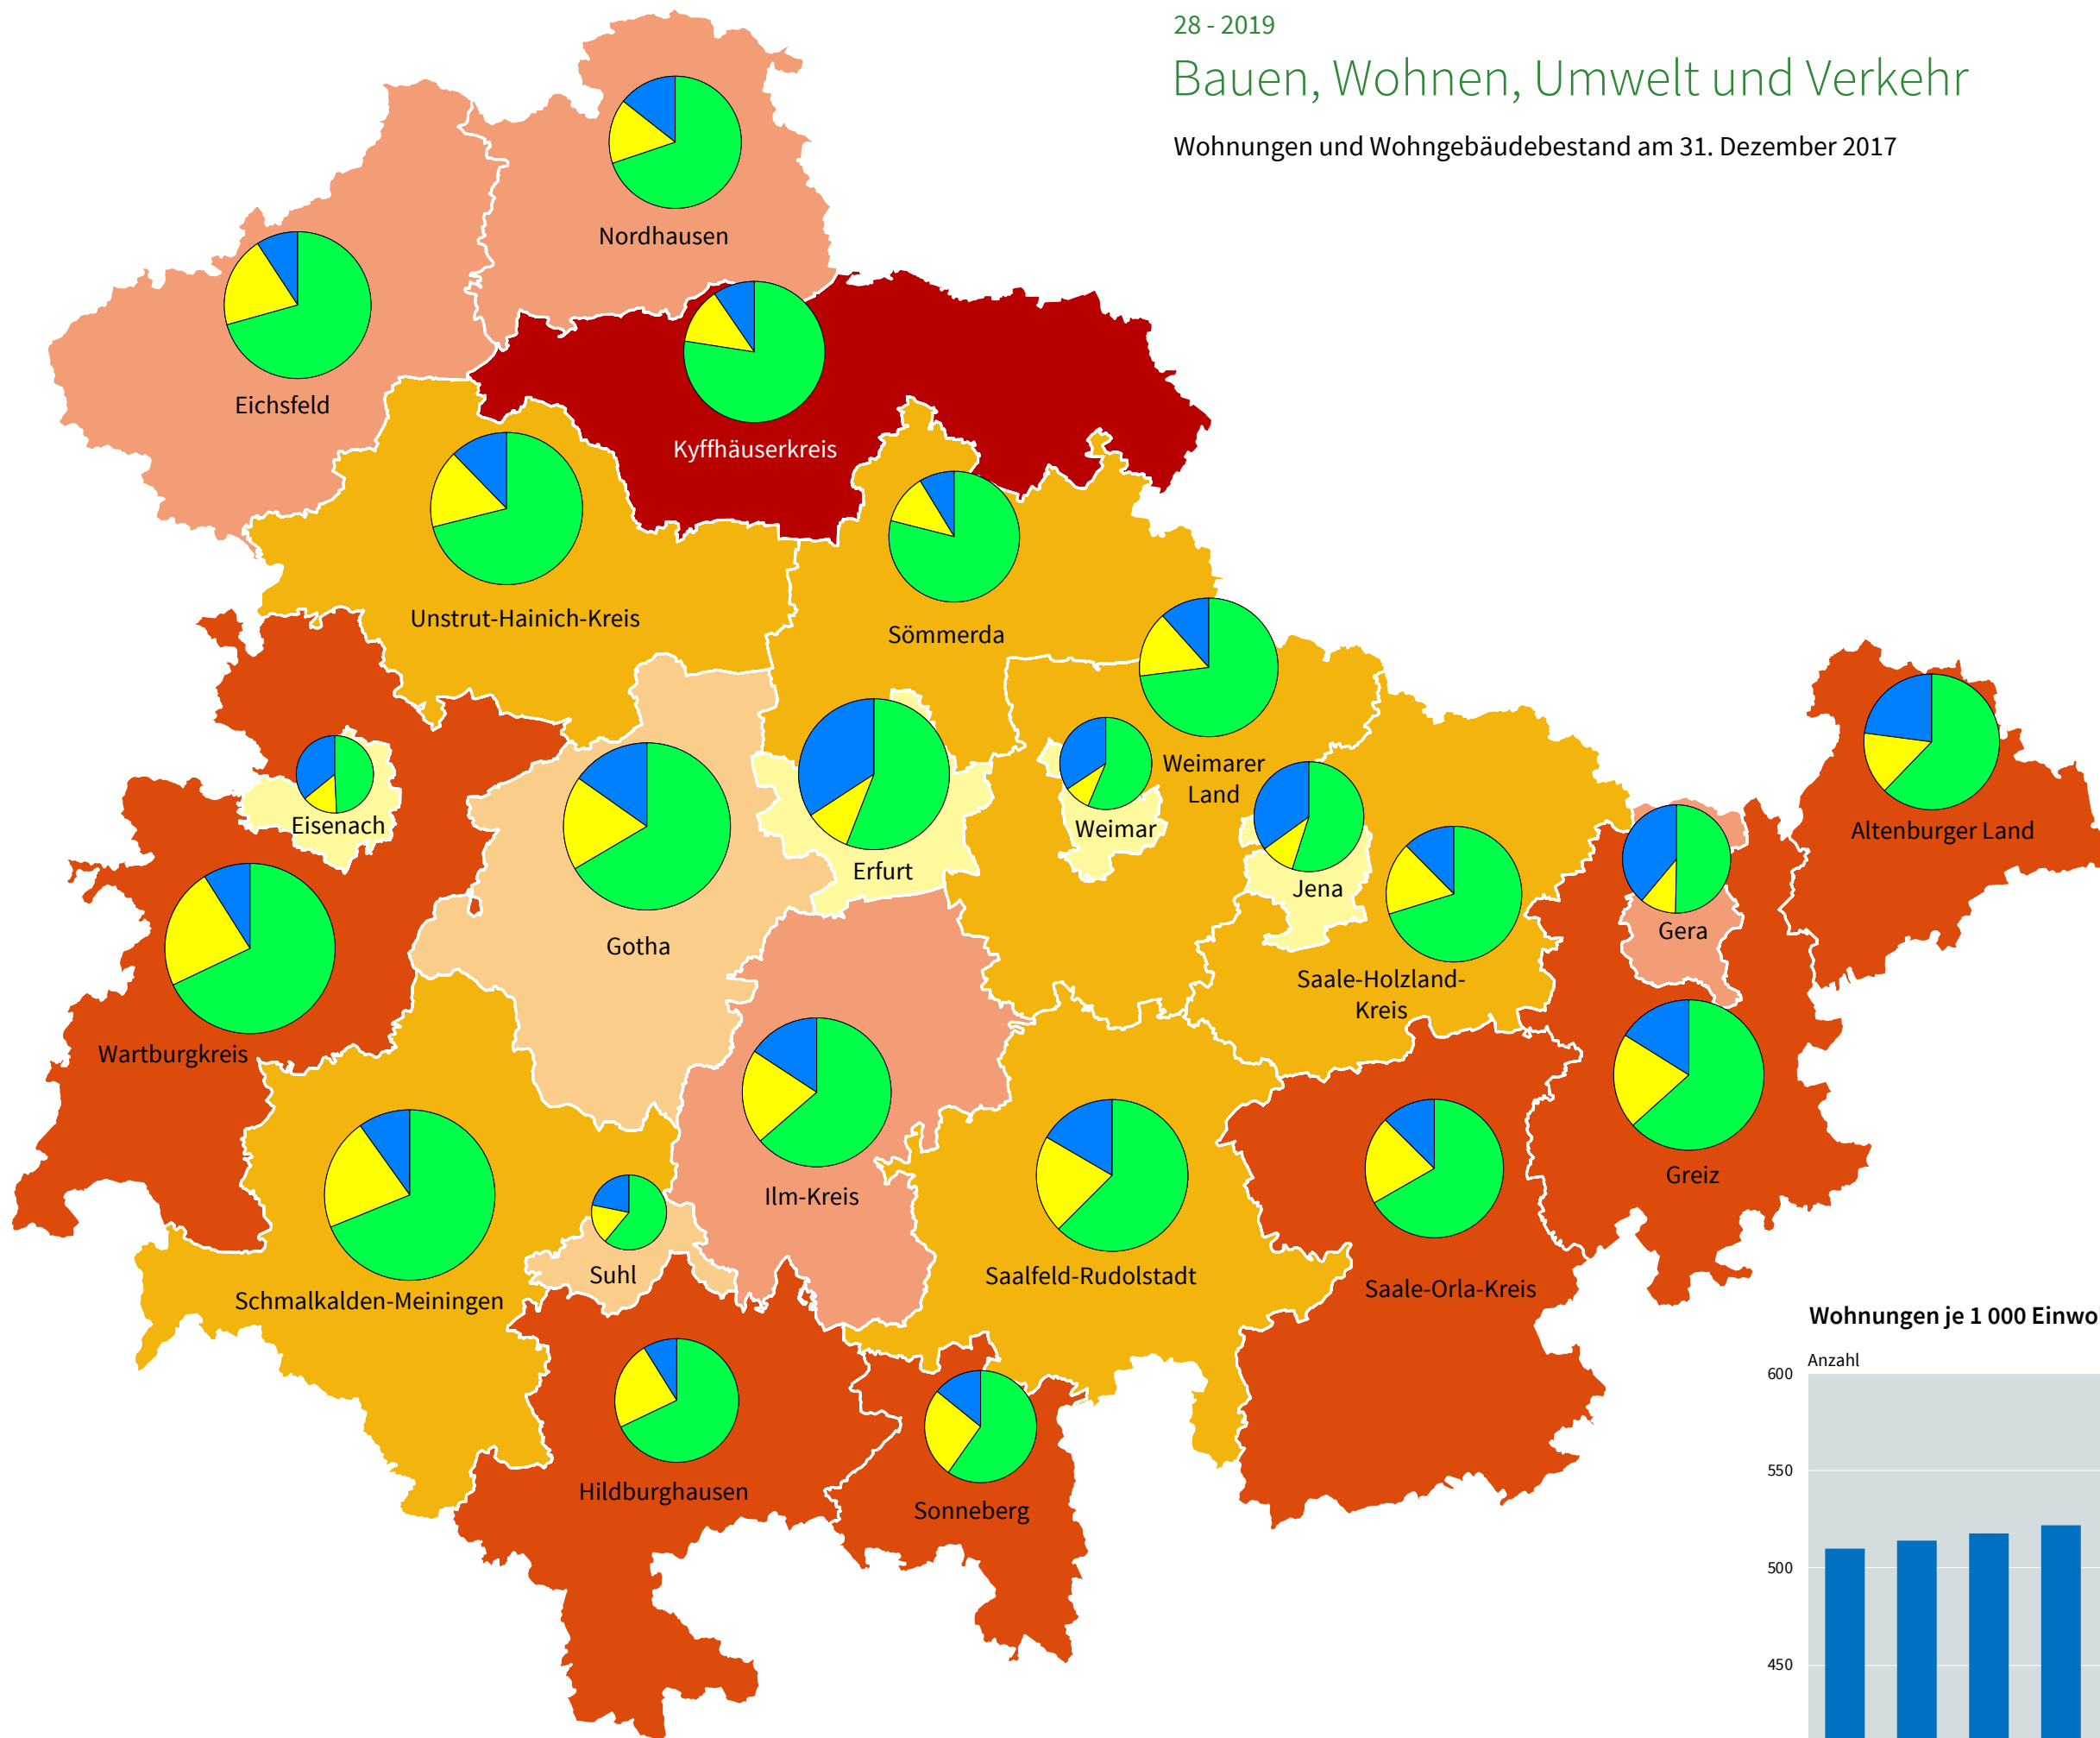 28 - 2019
Bauen, Wohnen, Umwelt und Verkehr
Wohnungen und Wohngebäudebestand am 31. Dezember 2017
Nordhausen
Eichsfeld
Kyffhäuserkreis
Unstrut-Hainich-Kreis
Sömmerda
Weimarer
Land
Eisenach
Weimar
Altenburger Land
Erfurt
Jena
Gera
Gotha
Saale-Holzland-
Kreis
Wartburgkreis
Greiz
Ilm-Kreis
Suhl
Saalfeld-Rudolstadt
Saale-Orla-Kreis
Schmalkalden-Meiningen
Hildburghausen
Sonneberg
Wohnungen je 1 000 Einwo
Anzahl
600
550
500
450